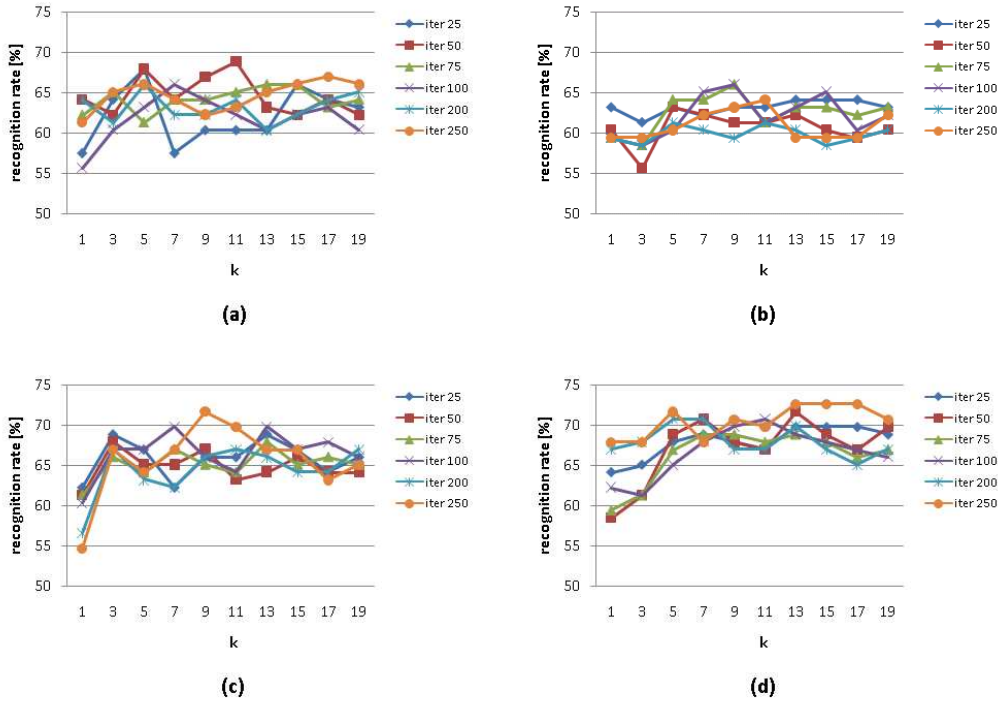 75
70
65
60
55
50
recognition rate [%]
1 3 5 7 9 11 13 15 17 19
k
iter 25
iter 50
iter 75
iter 100
iter 200
iter 250
(a)
75
70
65
60
55
50
recognition rate [%]
1 3 5 7 9 11 13 15 17 19
k
iter 25
iter 50
iter 75
iter 100
iter 200
iter 250
(b)
75
70
65
60
55
50
recognition rate [%]
1 3 5 7 9 11 13 15 17 19
k
iter 25
iter 50
iter 75
iter 100
iter 200
iter 250
(c)
75
70
65
60
55
50
recognition rate [%]
1 3 5 7 9 11 13 15 17 19
k
iter 25
iter 50
iter 75
iter 100
iter 200
iter 250
(d)